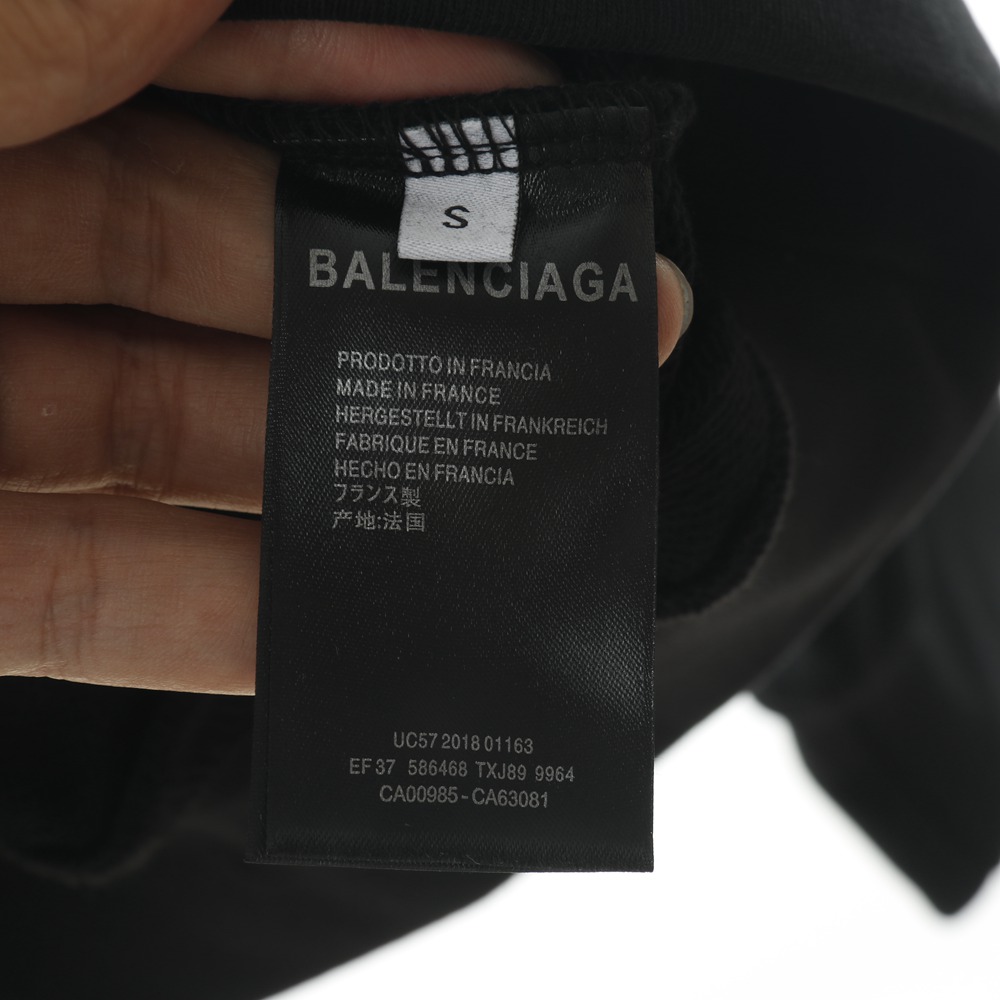 S
BALENCIAGA
PRODOTTO IN FRANCIA
MADE IN FRANCE
HERGESTELLT IN FRANKREICH
FABRIQUE EN FRANCE
HECHO EN FRANCIA
フランス製
产地:法国
UC57 2018 01163
EF 37 586468 TXJ89 9964
CA00985-CA63081